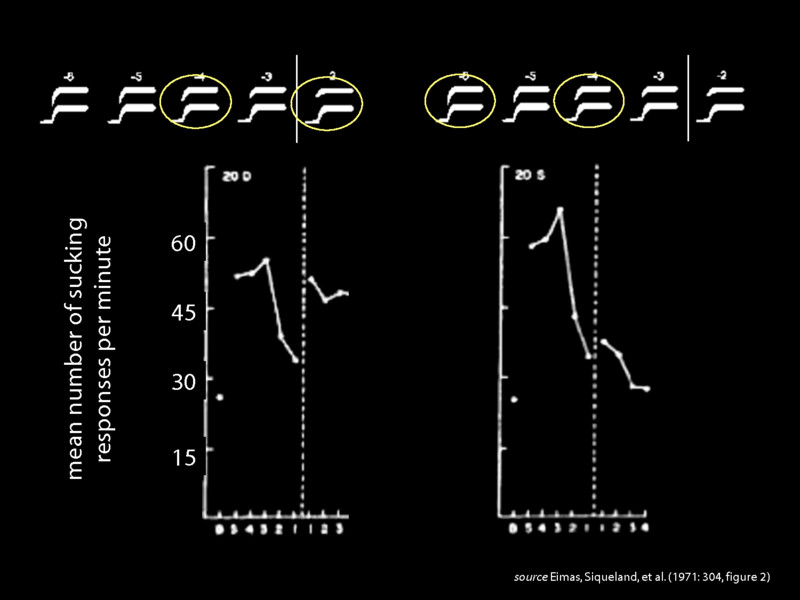 -6 -5 -4 -3 -2
-6 -5 -4 -3 -2
20 D
20 S
60
45
30
15
mean number of sucking
responses per minute
B 5 4 3 2 1 1 2 3
B 5 4 3 2 1 1 2 3 4
source Eimas, Siqueland, et al. (1971: 304, figure 2)